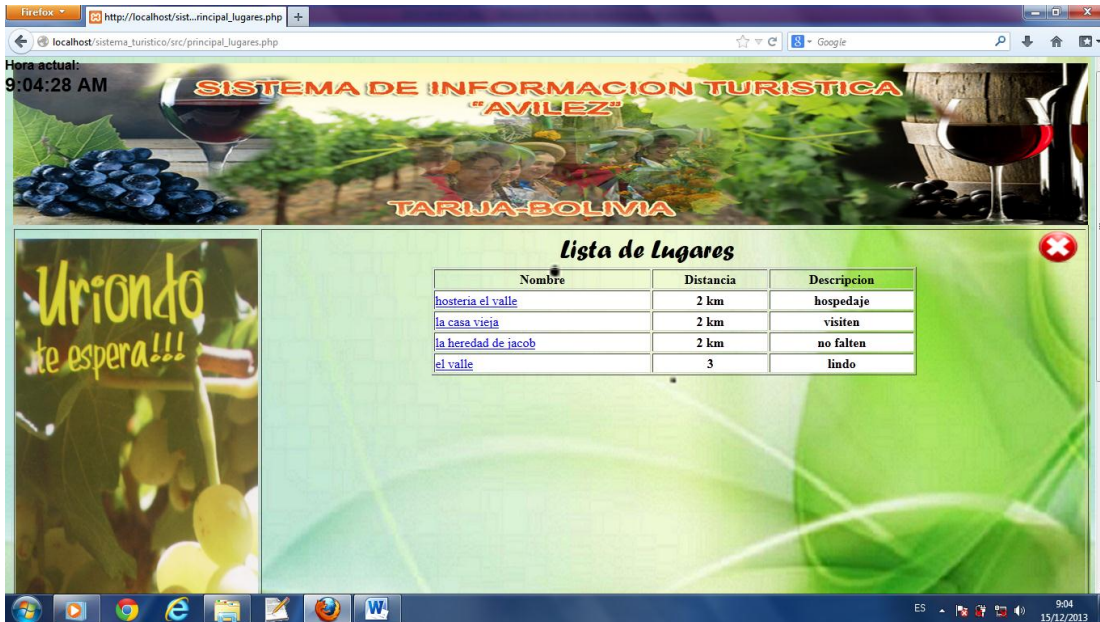 Firefox
http://localhost/sist...rincipal_lugares.php
localhost/sistema_turistico/src/principal_lugares.php
Google
Hora actual:
9:04:28 AM
SISTEMA DE INFORMACION TURISTICA
"AVILEZ"
TARIJA-BOLIVIA
Uriondo
te espera!!!
Lista de Lugares
Nombre Distancia Descripcion
hosteria el valle 2 km hospedaje
la casa vieja 2 km visiten
la heredad de jacob 2 km no falten
el valle 3 lindo
ES
9:04
15/12/2013